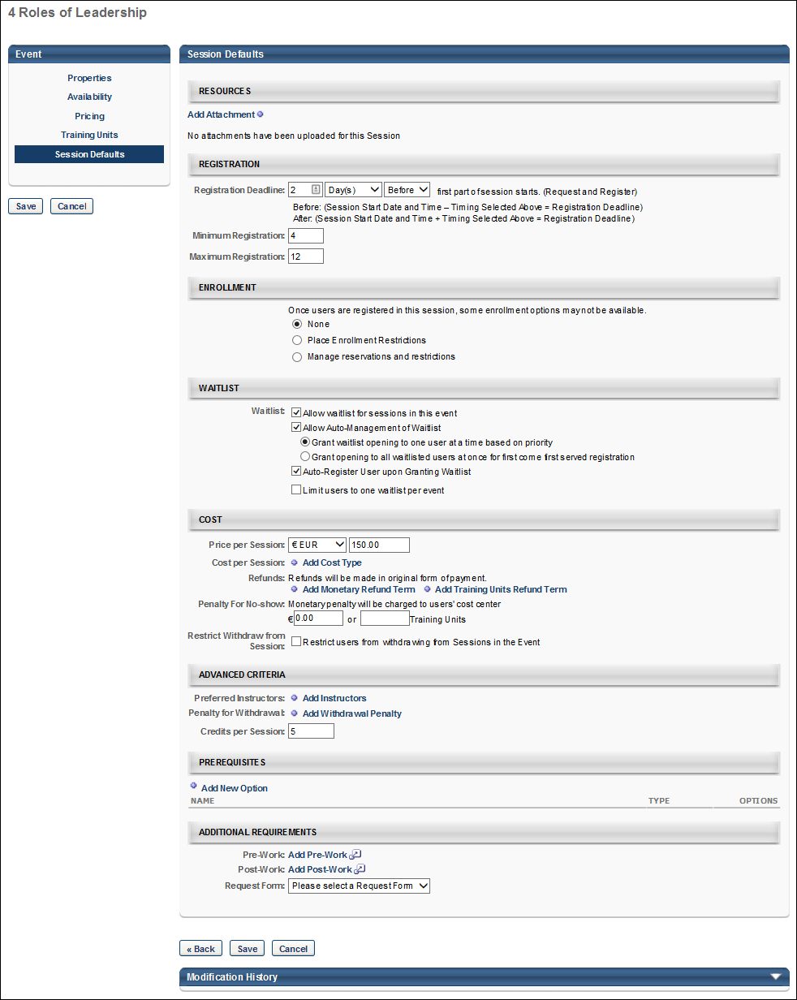 4 Roles of Leadership
Event
Properties
Availability
Pricing
Training Units
Session Defaults
Save Cancel
Session Defaults
RESOURCES
Add Attachment
No attachments have been uploaded for this Session
REGISTRATION
Registration Deadline: 2 Day(s) Before first part of session starts. (Request and Register)
Before: (Session Start Date and Time – Timing Selected Above = Registration Deadline)
After: (Session Start Date and Time + Timing Selected Above = Registration Deadline)
Minimum Registration: 4
Maximum Registration: 12
ENROLLMENT
Once users are registered in this session, some enrollment options may not be available.
None
Place Enrollment Restrictions
Manage reservations and restrictions
WAITLIST
Waitlist: Allow waitlist for sessions in this event
Allow Auto-Management of Waitlist
Grant waitlist opening to one user at a time based on priority
Grant opening to all waitlisted users at once for first come first served registration
Auto-Register User upon Granting Waitlist
Limit users to one waitlist per event
COST
Price per Session: € EUR 150.00
Cost per Session: Add Cost Type
Refunds: Refunds will be made in original form of payment.
Add Monetary Refund Term Add Training Units Refund Term
Penalty For No-show: Monetary penalty will be charged to users' cost center
€ 0.00 or Training Units
Restrict Withdraw from
Session: Restrict users from withdrawing from Sessions in the Event
ADVANCED CRITERIA
Preferred Instructors: Add Instructors
Penalty for Withdrawal: Add Withdrawal Penalty
Credits per Session: 5
PREREQUISITES
Add New Option
NAME TYPE OPTIONS
ADDITIONAL REQUIREMENTS
Pre-Work: Add Pre-Work
Post-Work: Add Post-Work
Request Form: Please select a Request Form
« Back Save Cancel
Modification History